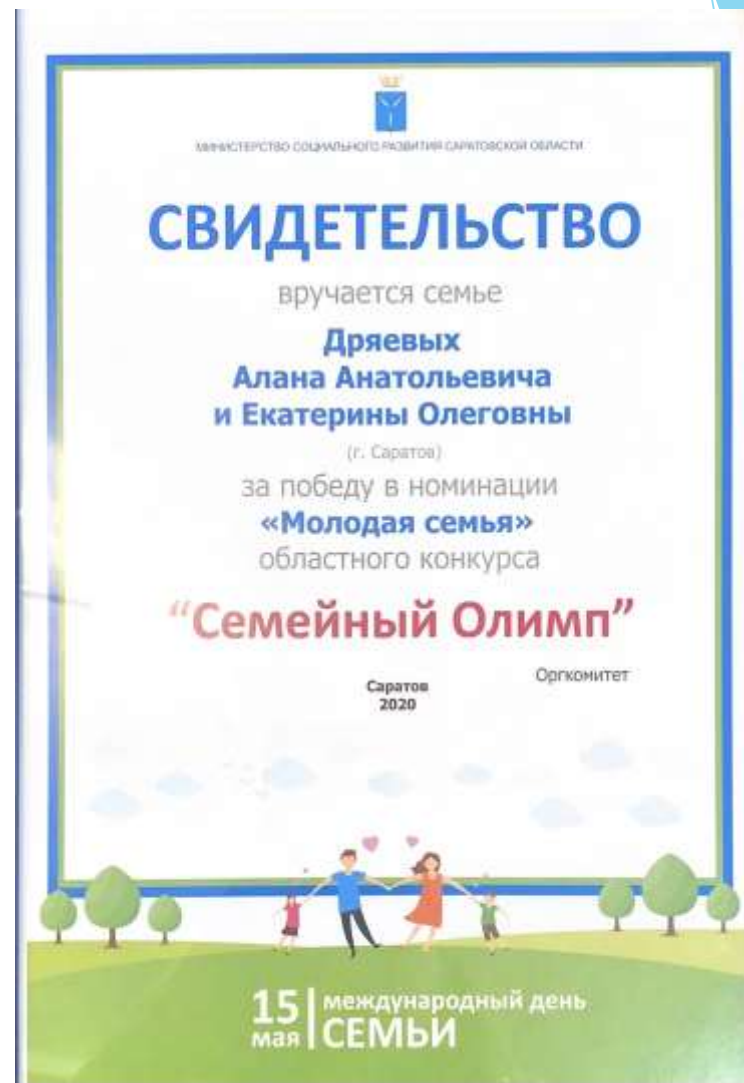 МИНИСТЕРСТВО СОЦИАЛЬНОГО РАЗВИТИЯ САРАТОВСКОЙ ОБЛАСТИ
СВИДЕТЕЛЬСТВО
вручается семье
Дряевых
Алана Анатольевича
и Екатерины Олеговны
(г. Саратов)
за победу в номинации
«Молодая семья»
областного конкурса
“Семейный Олимп”
Оргкомитет
Саратов
2020
15 мая
международный день
СЕМЬИ